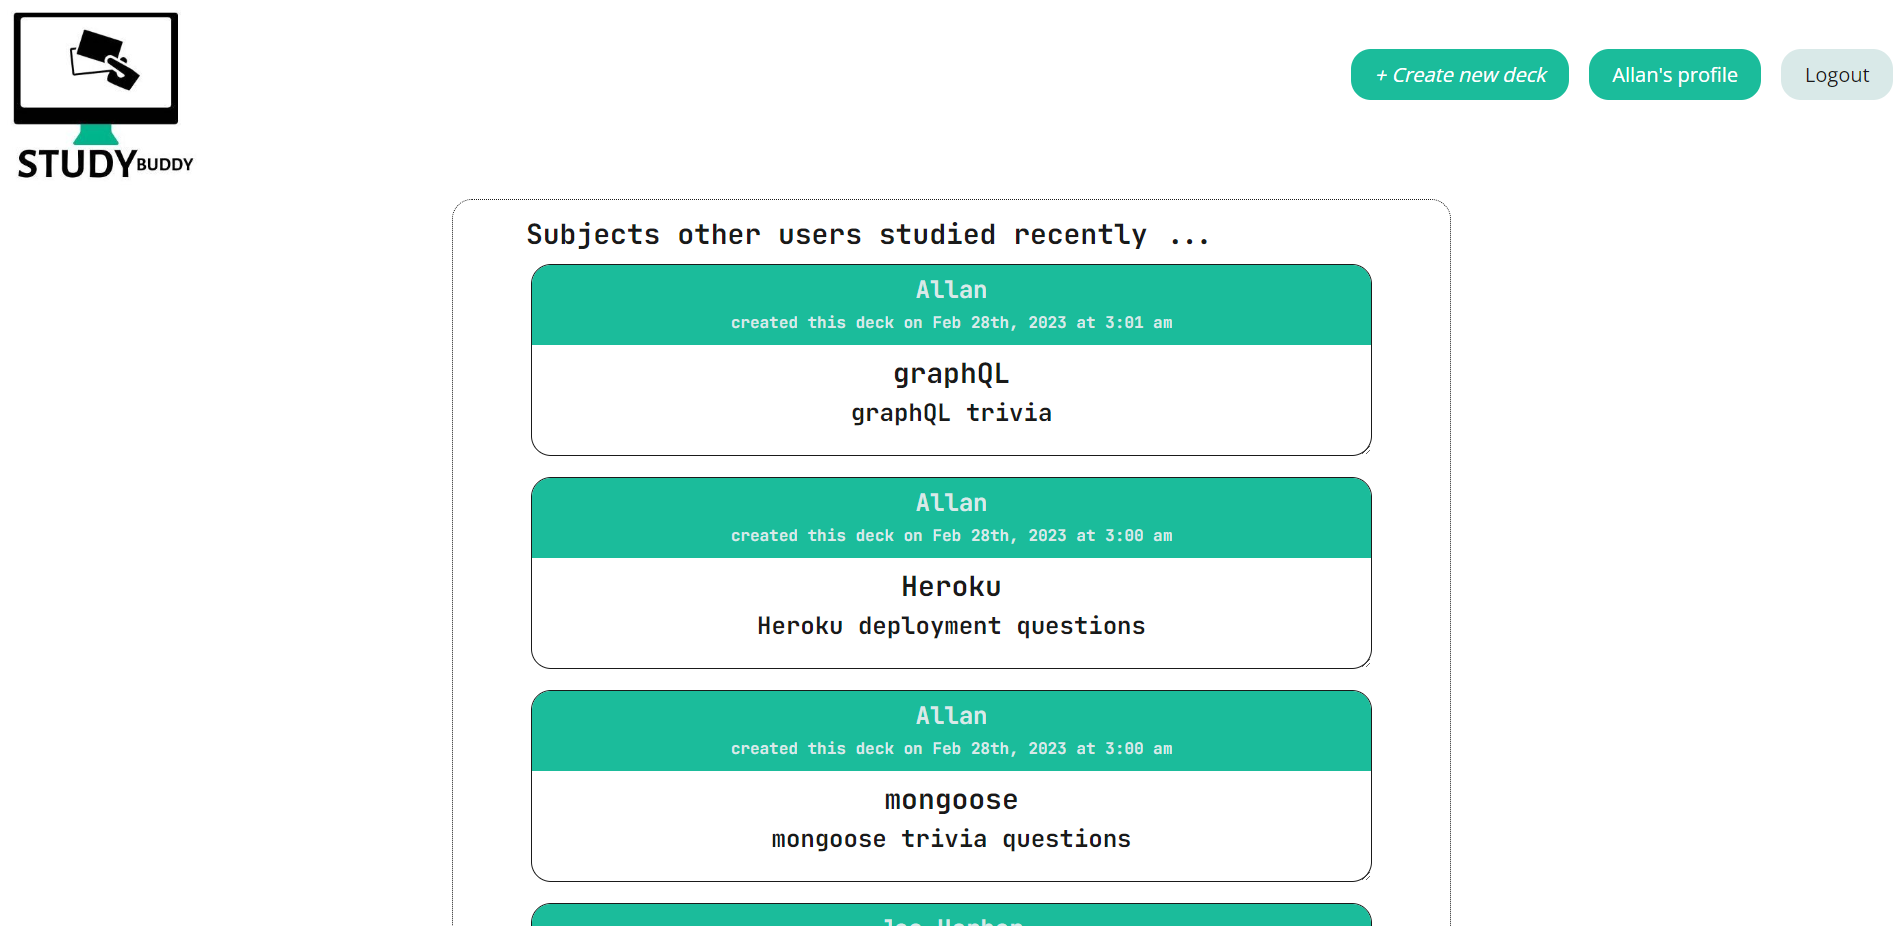 STUDYBUDDY
+ Create new deck
Allan's profile
Logout
Subjects other users studied recently ...
Allan
created this deck on Feb 28th, 2023 at 3:01 am
graphQL
graphQL trivia
Allan
created this deck on Feb 28th, 2023 at 3:00 am
Heroku
Heroku deployment questions
Allan
created this deck on Feb 28th, 2023 at 3:00 am
mongoose
mongoose trivia questions